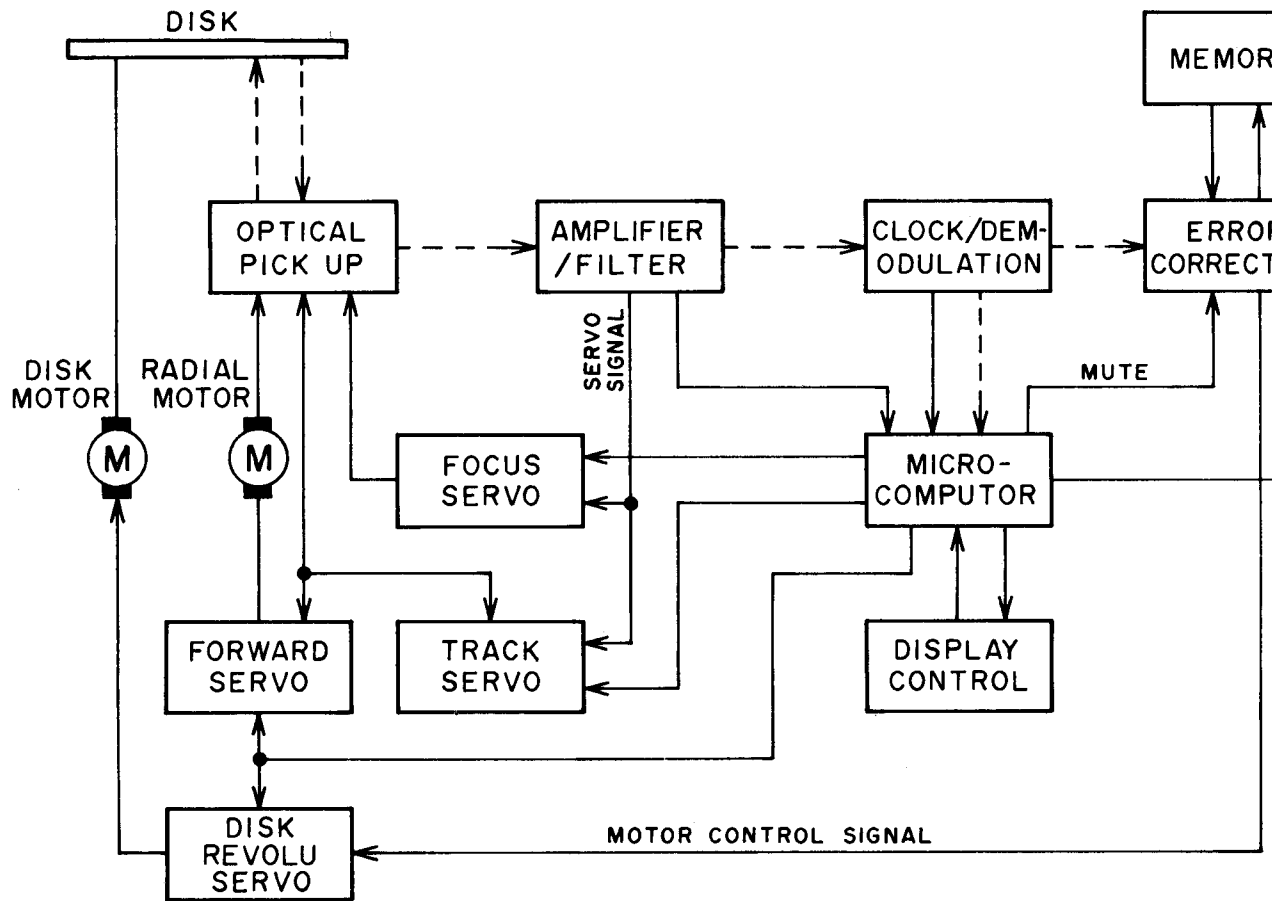 DISK
MEMOR
OPTICAL
PICK UP
AMPLIFIER
/FILTER
CLOCK/DEM-
ODULATION
ERROR
CORRECT
SERVO
SIGNAL
DISK
MOTOR
RADIAL
MOTOR
MUTE
M
M
FOCUS
SERVO
MICRO-
COMPUTOR
FORWARD
SERVO
TRACK
SERVO
DISPLAY
CONTROL
DISK
REVOLU
SERVO
MOTOR CONTROL SIGNAL